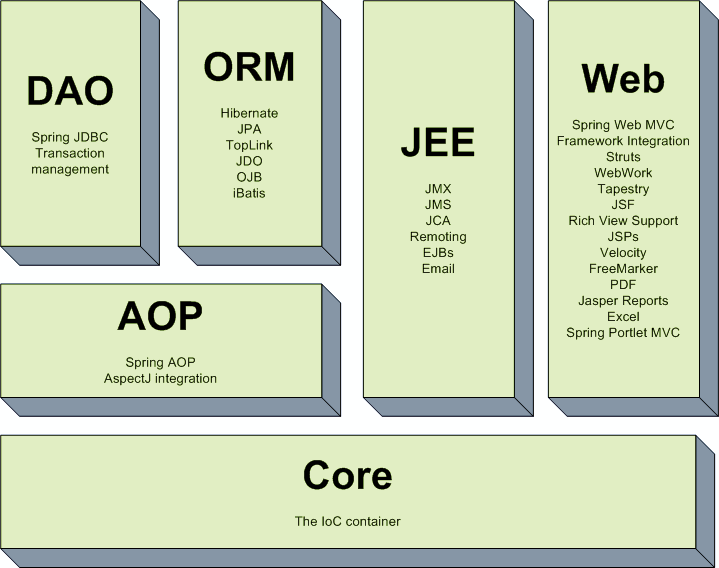 DAO
Spring JDBC
Transaction
management
ORM
Hibernate
JPA
TopLink
JDO
OJB
iBatis
JEE
JMX
JMS
JCA
Remoting
EJBs
Email
Web
Spring Web MVC
Framework Integration
Struts
WebWork
Tapestry
JSF
Rich View Support
JSPs
Velocity
FreeMarker
PDF
Jasper Reports
Excel
Spring Portlet MVC
AOP
Spring AOP
AspectJ integration
Core
The IoC container